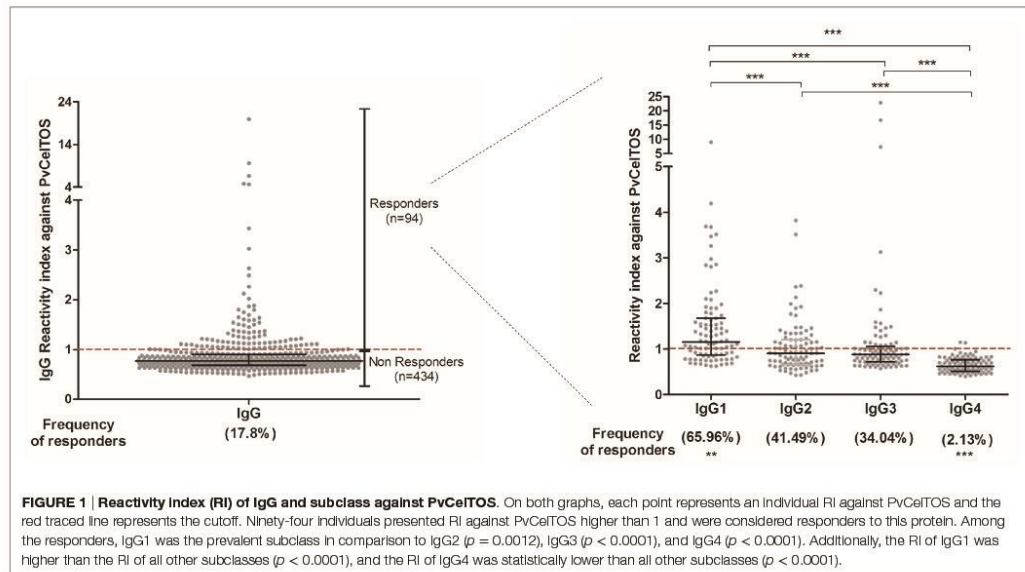 24
14
4
4
3
2
1
0
IgG Reactivity index against PvCelTOS
Responders
(n=94)
Non Responders
(n=434)
IgG
Frequency
of responders
(17.8%)
***
***
***
***
***
25
20
15
10
5
5
4
3
2
1
0
Reactivity index against PvCelTOS
IgG1 IgG2 IgG3 IgG4
Frequency
of responders
(65.96%) (41.49%) (34.04%) (2.13%)
** ***
FIGURE 1 | Reactivity index (RI) of IgG and subclass against PvCelTOS. On both graphs, each point represents an individual RI against PvCelTOS and the
red traced line represents the cutoff. Ninety-four individuals presented RI against PvCelTOS higher than 1 and were considered responders to this protein. Among
the responders, IgG1 was the prevalent subclass in comparison to IgG2 (p = 0.0012), IgG3 (p < 0.0001), and IgG4 (p < 0.0001). Additionally, the RI of IgG1 was
higher than the RI of all other subclasses (p < 0.0001), and the RI of IgG4 was statistically lower than all other subclasses (p < 0.0001).